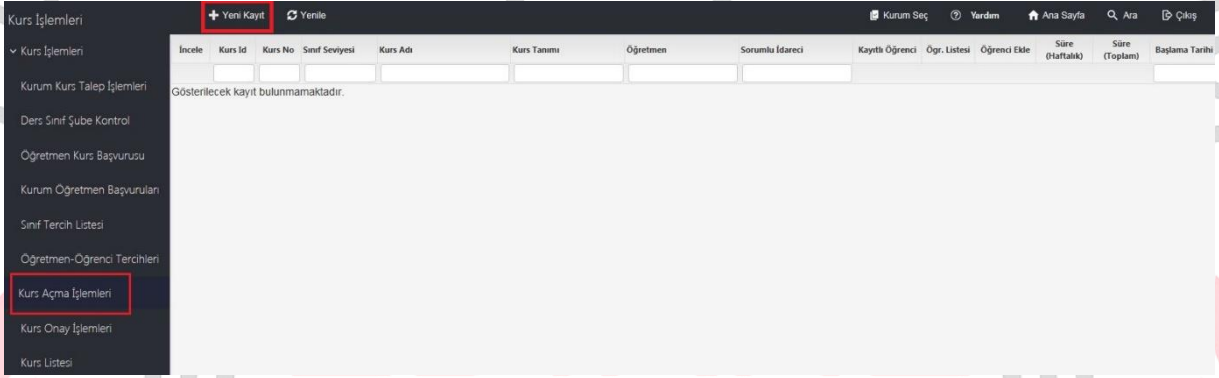 Kurs İşlemleri
Yeni Kayıt Yenile Kurum Seç Yardım Ana Sayfa Ara Çıkış
Kurs İşlemleri
Kurum Kurs Talep İşlemleri
Ders Sınıf Şube Kontrol
Öğretmen Kurs Başvurusu
Kurum Öğretmen Başvuruları
Sınıf Tercih Listesi
Öğretmen-Öğrenci Tercihleri
Kurs Açma İşlemleri
Kurs Onay İşlemleri
Kurs Listesi
İncele Kurs Id Kurs No Sınıf Seviyesi Kurs Adı Kurs Tanımı Öğretmen Sorumlu İdareci Kayıtlı Öğrenci Ögr. Listesi Öğrenci Ekle Süre (Haftalık) Süre (Toplam) Başlama Tarihi
Gösterilecek kayıt bulunmamaktadır.